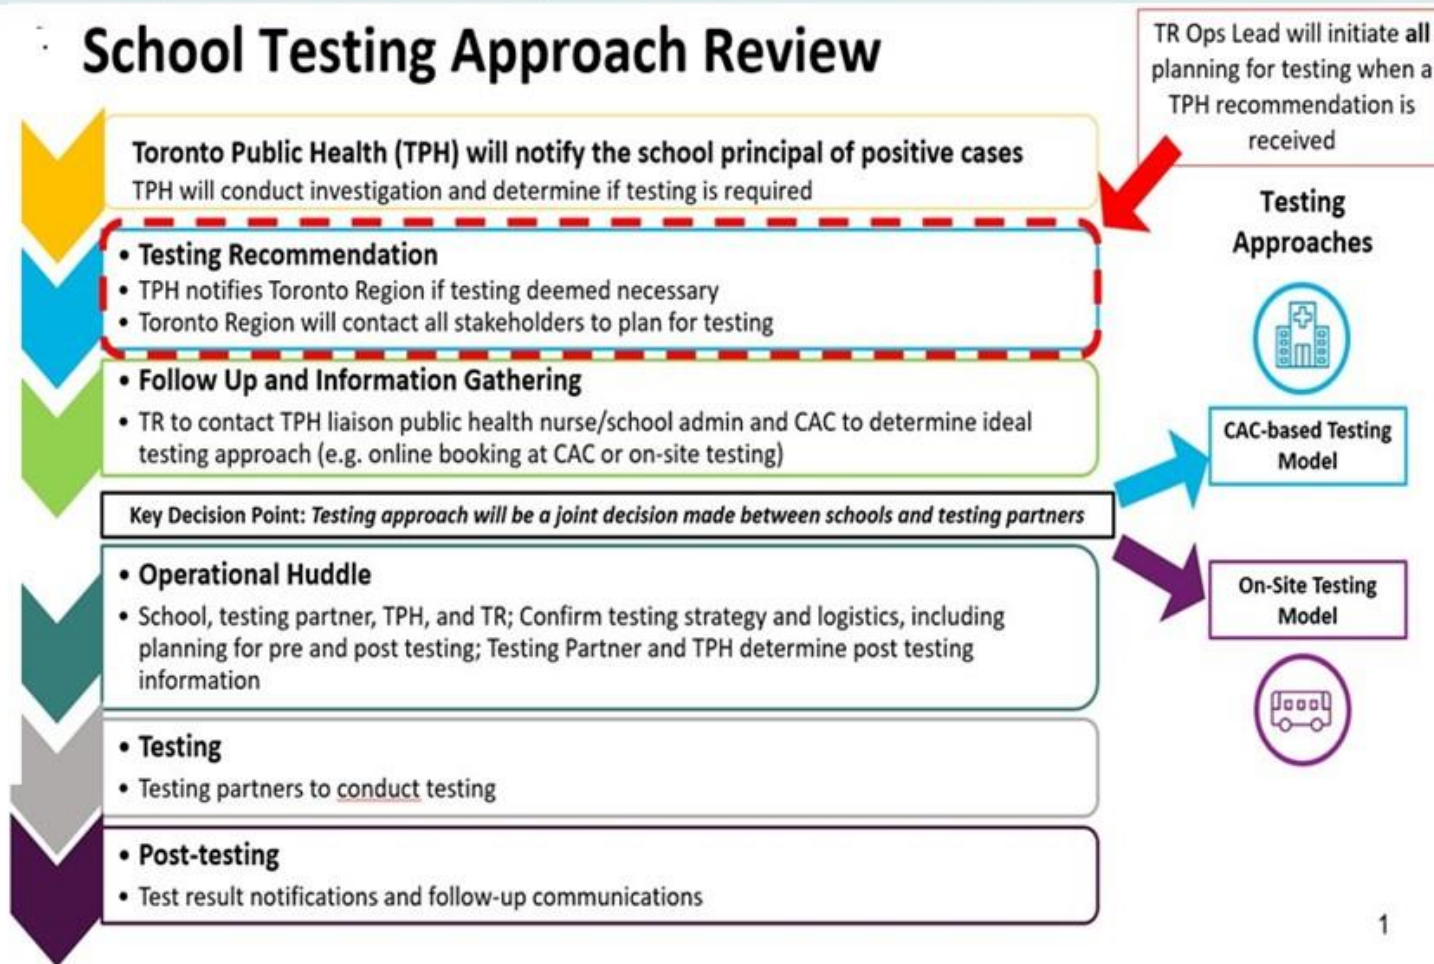 School Testing Approach Review
TR Ops Lead will initiate all
planning for testing when a
TPH recommendation is
received
Toronto Public Health (TPH) will notify the school principal of positive cases
TPH will conduct investigation and determine if testing is required
• Testing Recommendation
• TPH notifies Toronto Region if testing deemed necessary
• Toronto Region will contact all stakeholders to plan for testing
• Follow Up and Information Gathering
• TR to contact TPH liaison public health nurse/school admin and CAC to determine ideal
testing approach (e.g. online booking at CAC or on-site testing)
Key Decision Point: Testing approach will be a joint decision made between schools and testing partners
• Operational Huddle
• School, testing partner, TPH, and TR; Confirm testing strategy and logistics, including
planning for pre and post testing; Testing Partner and TPH determine post testing
information
• Testing
• Testing partners to conduct testing
• Post-testing
• Test result notifications and follow-up communications
Testing
Approaches
CAC-based Testing
Model
On-Site Testing
Model
1